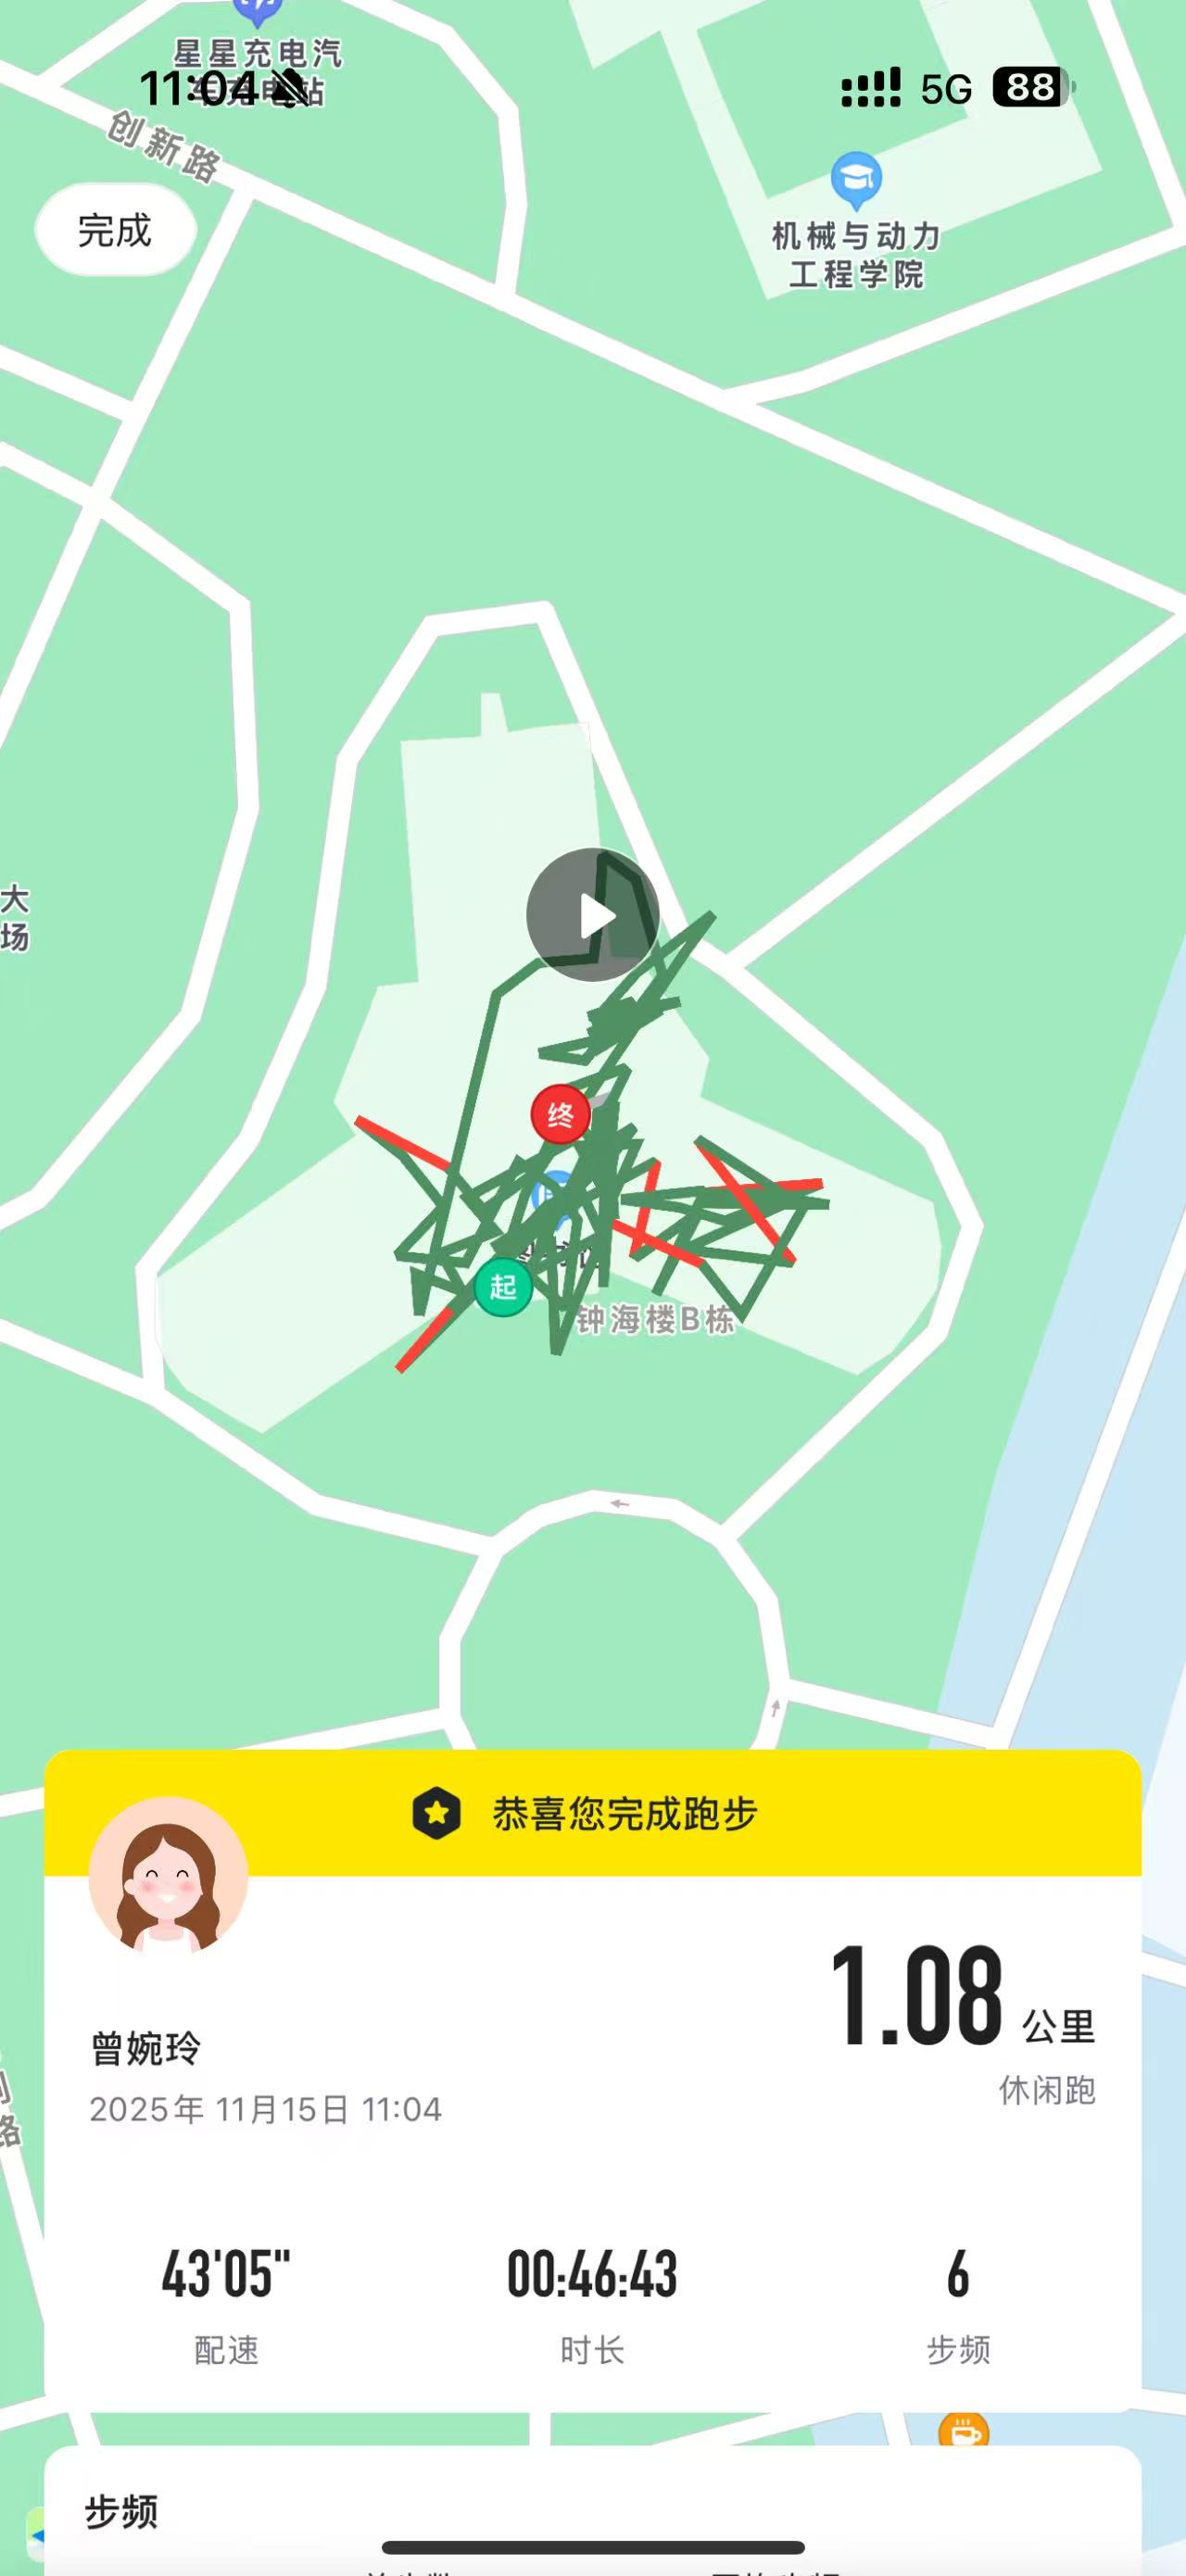 星星充电汽
车充电站
11:04
5G
88
创新路
完成
机械与动力
工程学院
大
场
终
起
钟海楼B栋
恭喜您完成跑步
1.08 公里
曾婉玲
休闲跑
2025年 11月15日 11:04
43'05"
00:46:43
6
配速
时长
步频
步频